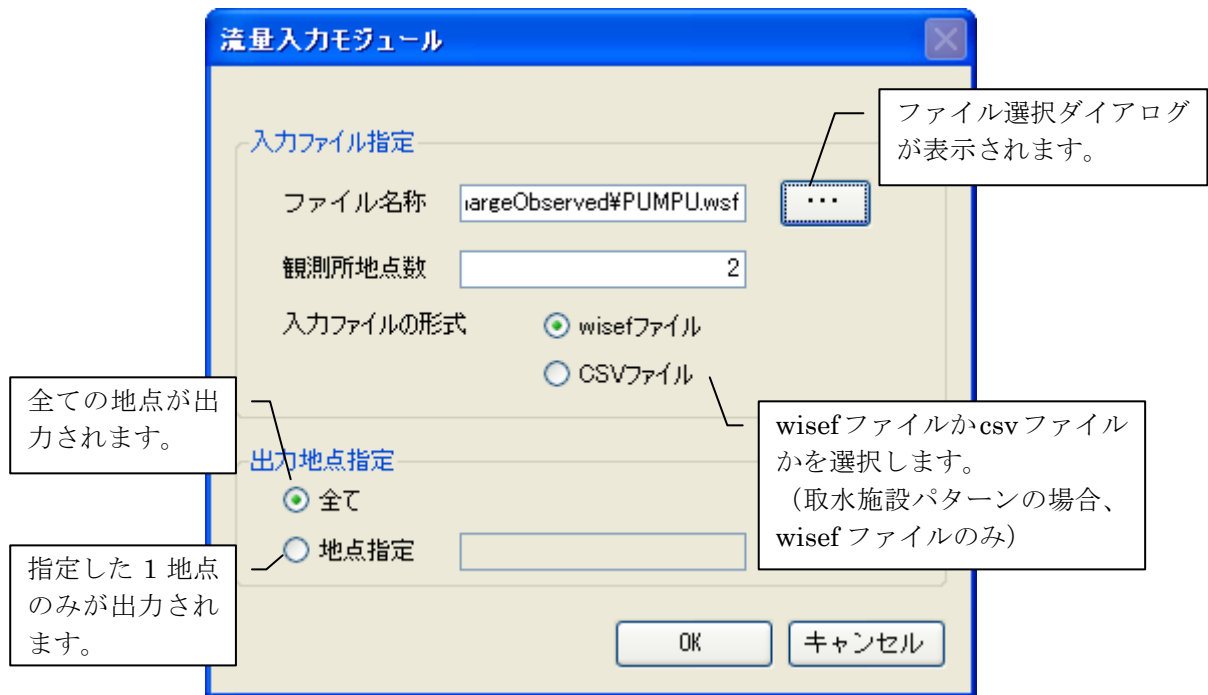 流量入力モジュール
ファイル選択ダイアログ
が表示されます。
入力ファイル指定
ファイル名称
argeObserved¥PUMPU.wsf
...
観測所地点数
2
入力ファイルの形式
wisefファイル
CSVファイル
全ての地点が出
力されます。
wisefファイルかcsvファイル
かを選択します。
（取水施設パターンの場合、
wisef ファイルのみ）
出力地点指定
全て
地点指定
指定した 1 地点
のみが出力され
ます。
OK
キャンセル